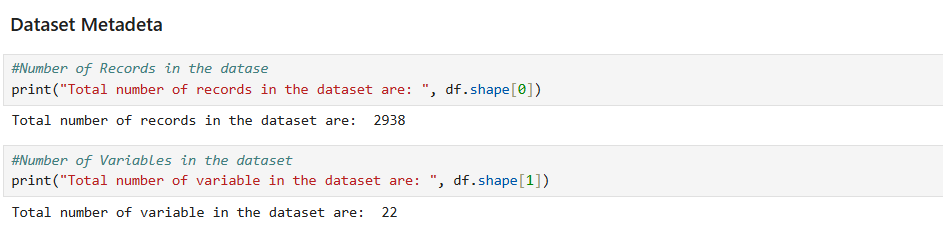 Dataset Metadeta
#Number of Records in the datase
print("Total number of records in the dataset are: ", df.shape[0])
Total number of records in the dataset are:  2938
#Number of Variables in the dataset
print("Total number of variable in the dataset are: ", df.shape[1])
Total number of variable in the dataset are:  22